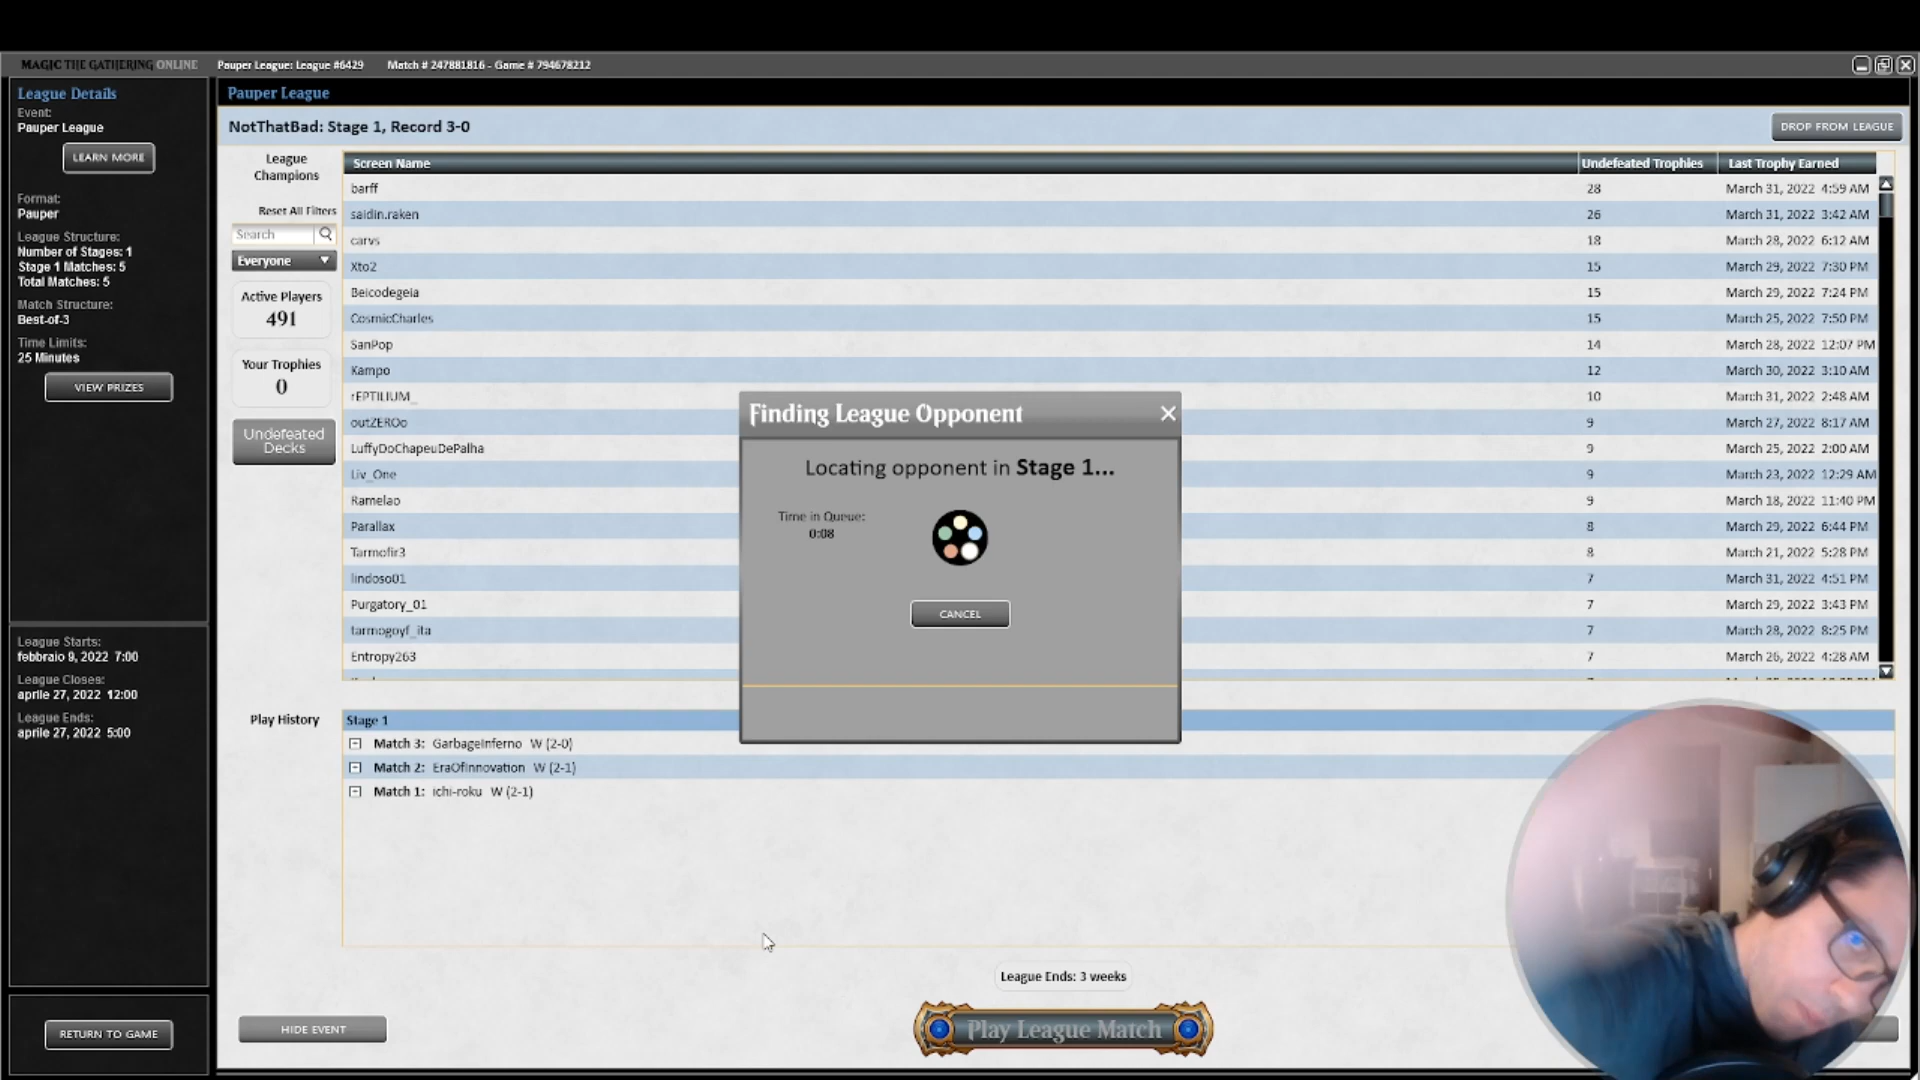 MAGIC THE GATHERING ONLINE
Pauper League: League #6429
Match # 247881816 - Game # 794678212
League Details
Event:
Pauper League
LEARN MORE
Format:
Pauper
League Structure:
Number of Stages: 1
Stage 1 Matches: 5
Total Matches: 5
Match Structure:
Best-of-3
Time Limits:
25 Minutes
VIEW PRIZES
League Starts:
febbraio 9, 2022 7:00
League Closes:
aprile 27, 2022 12:00
League Ends:
aprile 27, 2022 5:00
RETURN TO GAME
Pauper League
NotThatBad: Stage 1, Record 3-0
DROP FROM LEAGUE
League
Champions
Reset All Filters
Search
Everyone
Active Players
491
Your Trophies
0
Undefeated
Decks
Screen Name Undefeated Trophies Last Trophy Earned
barff 28 March 31, 2022 4:59 AM
saidin.raken 26 March 31, 2022 3:42 AM
carvs 18 March 28, 2022 6:12 AM
Xto2 15 March 29, 2022 7:30 PM
Beicodegeia 15 March 29, 2022 7:24 PM
CosmicCharles 15 March 25, 2022 7:50 PM
SanPop 14 March 28, 2022 12:07 PM
Kampo 12 March 30, 2022 3:10 AM
rEPTILIUM_ 10 March 31, 2022 2:48 AM
outZEROo 9 March 27, 2022 8:17 AM
LuffyDoChapeuDePalha 9 March 25, 2022 2:00 AM
Liv_One 9 March 23, 2022 12:29 AM
Ramelao 9 March 18, 2022 11:40 PM
Parallax 8 March 29, 2022 6:44 PM
Tarmofir3 8 March 21, 2022 5:28 PM
lindoso01 7 March 31, 2022 4:51 PM
Purgatory_01 7 March 29, 2022 3:43 PM
tarmogoyf_ita 7 March 28, 2022 8:25 PM
Entropy263 7 March 26, 2022 4:28 AM
Finding League Opponent
Locating opponent in Stage 1...
Time in Queue:
0:08
CANCEL
Play History
Stage 1
Match 3: GarbageInferno W (2-0)
Match 2: EraOfInnovation W (2-1)
Match 1: ichi-roku W (2-1)
League Ends: 3 weeks
HIDE EVENT
Play League Match